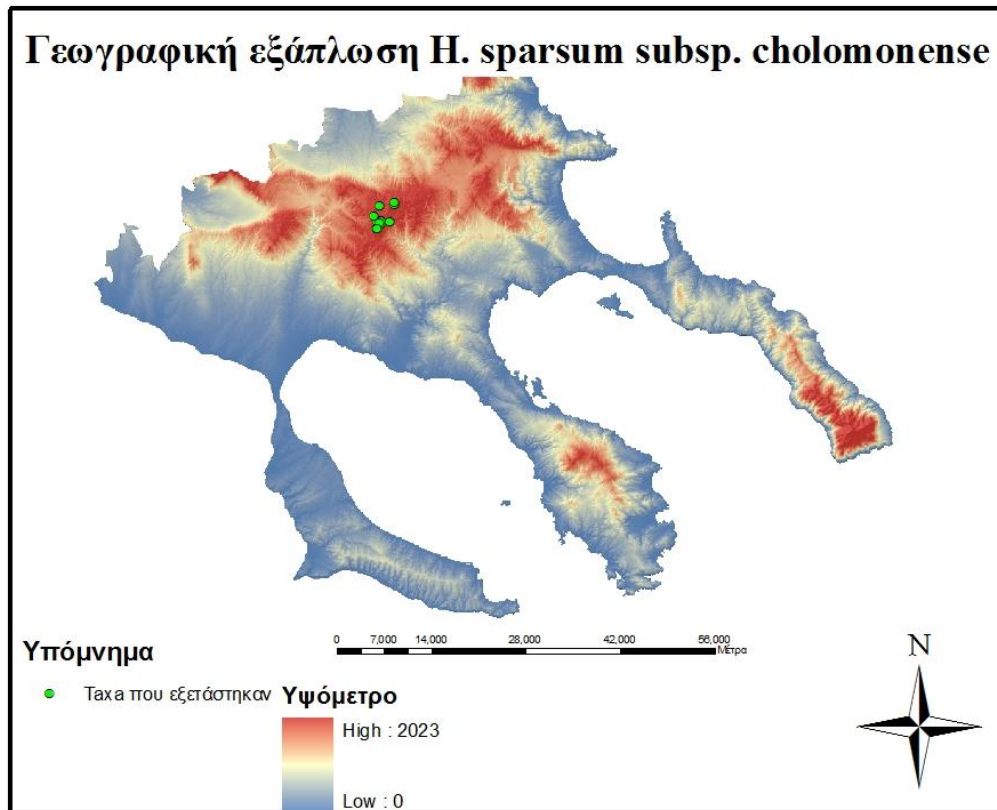 Γεωγραφική εξάπλωση H. sparsum subsp. cholomonense
0 7,000 14,000 28,000 42,000 56,000
Μέτρα
Υπόμνημα
Taxa που εξετάστηκαν
Υψόμετρο
High : 2023
Low : 0
N